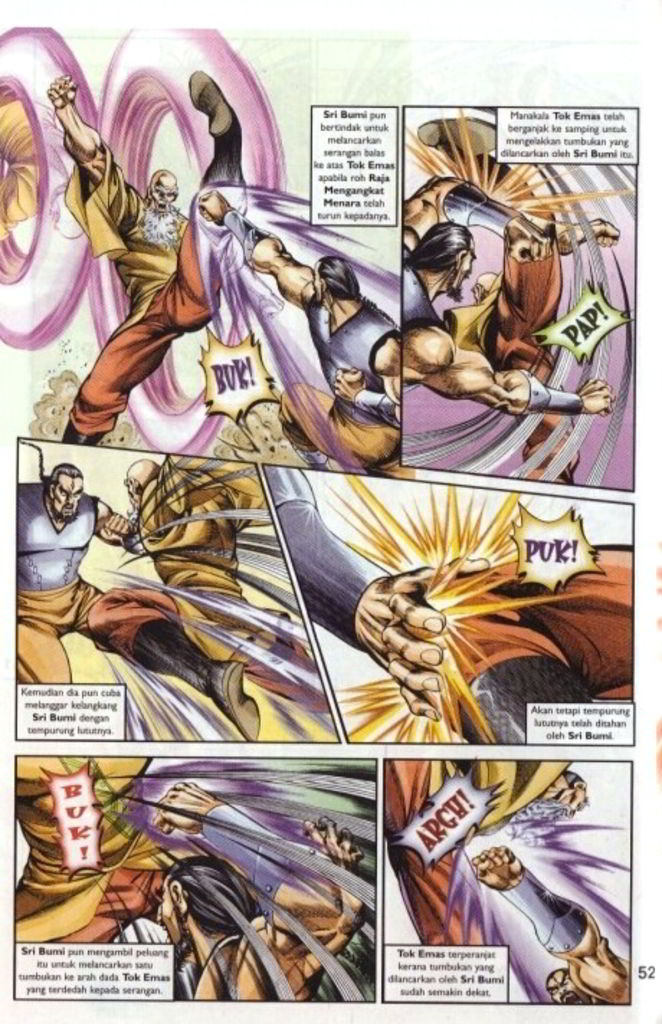 Sri Bumi pun
bertindak untuk
melancarkan
serangan balas
ke atas Tok Emas
apabila roh Raja
Mengangkat
Menara telah
turun kepadanya.
BUK!
Manakala Tok Emas telah
berganjak ke samping untuk
mengelakkan tumbukan yang
dilancarkan oleh Sri Bumi itu.
PAP!
Kemudian dia pun cuba
melanggar kelangkang
Sri Bumi dengan
tempurung lututnya.
PUK!
Akan tetapi tempurung
lututnya telah ditahan
oleh Sri Bumi.
BUK!
Sri Bumi pun mengambil peluang
itu untuk melancarkan satu
tumbukan ke arah dada Tok Emas
yang terdedah kepada serangan.
ARGH!
Tok Emas terperanjat
kerana tumbukan yang
dilancarkan oleh Sri Bumi
sudah semakin dekat.
52